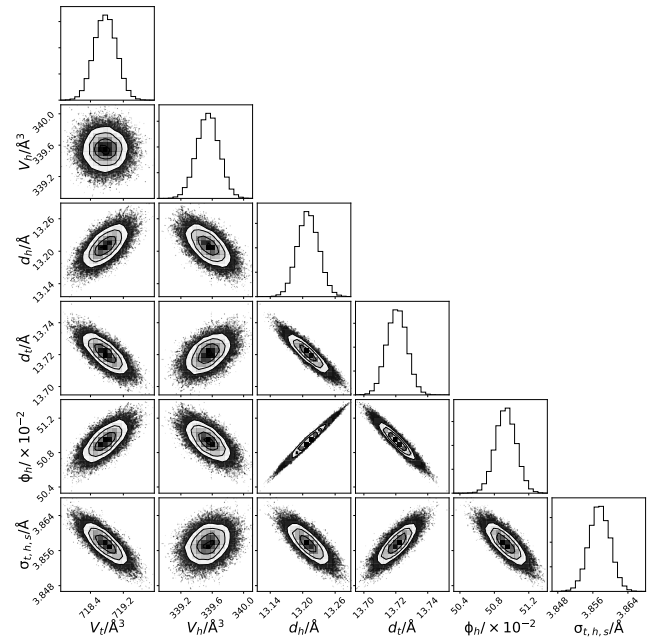 340.0
339.6
339.2
V_h/Å³
13.26
13.20
13.14
d_h/Å
13.74
13.72
13.70
d_t/Å
51.2
50.8
50.4
ϕ_h/ × 10⁻²
3.864
3.856
3.848
σ_{t, h, s}/Å
718.4 719.2 339.2 339.6 340.0 13.14 13.20 13.26 13.70 13.72 13.74 50.4 50.8 51.2 3.848 3.856 3.864
V_t/Å³ V_h/Å³ d_h/Å d_t/Å ϕ_h/ × 10⁻² σ_{t, h, s}/Å